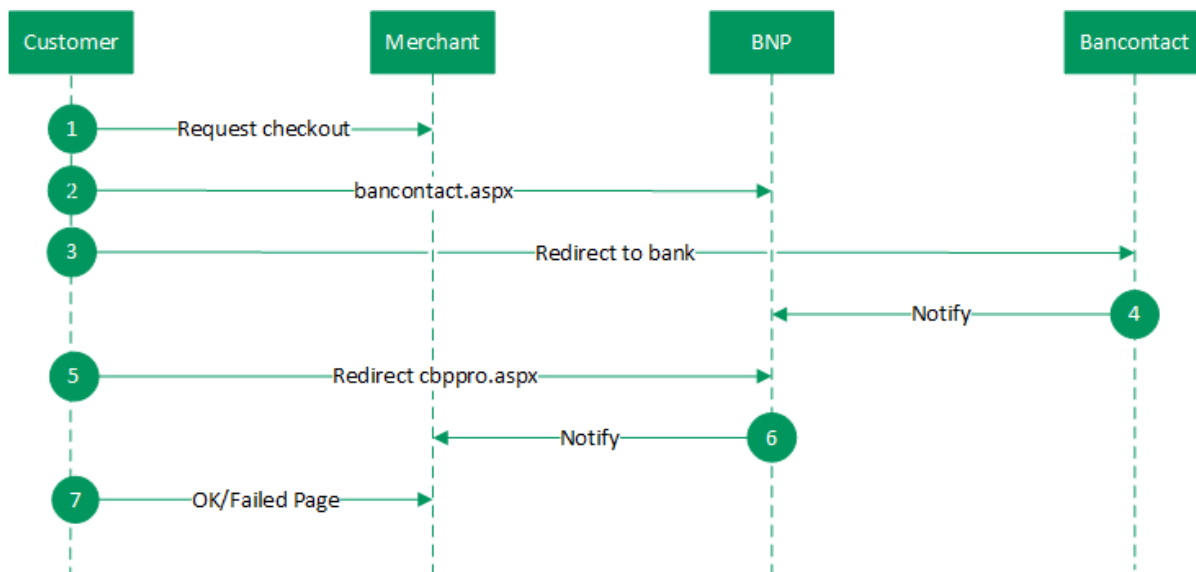 Customer
Merchant
BNP
Bancontact
1
Request checkout
2
bancontact.aspx
3
Redirect to bank
Notify
4
5
Redirect cbppro.aspx
Notify
6
7
OK/Failed Page